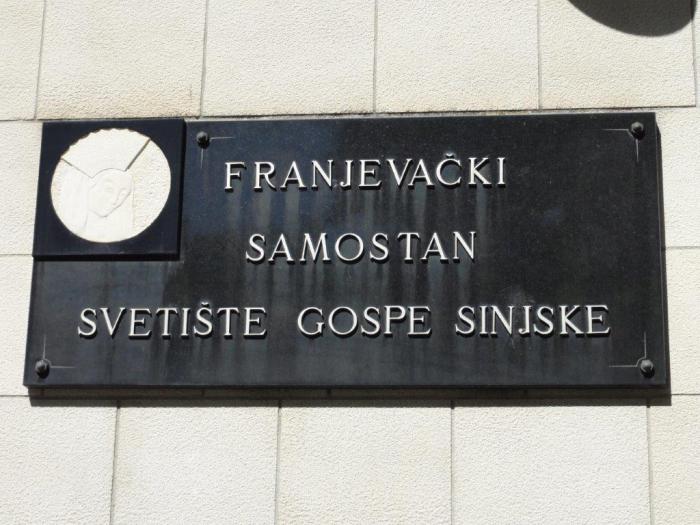 FRANJEVAČKI
SAMOSTAN
SVETIŠTE GOSPE SINJSKE